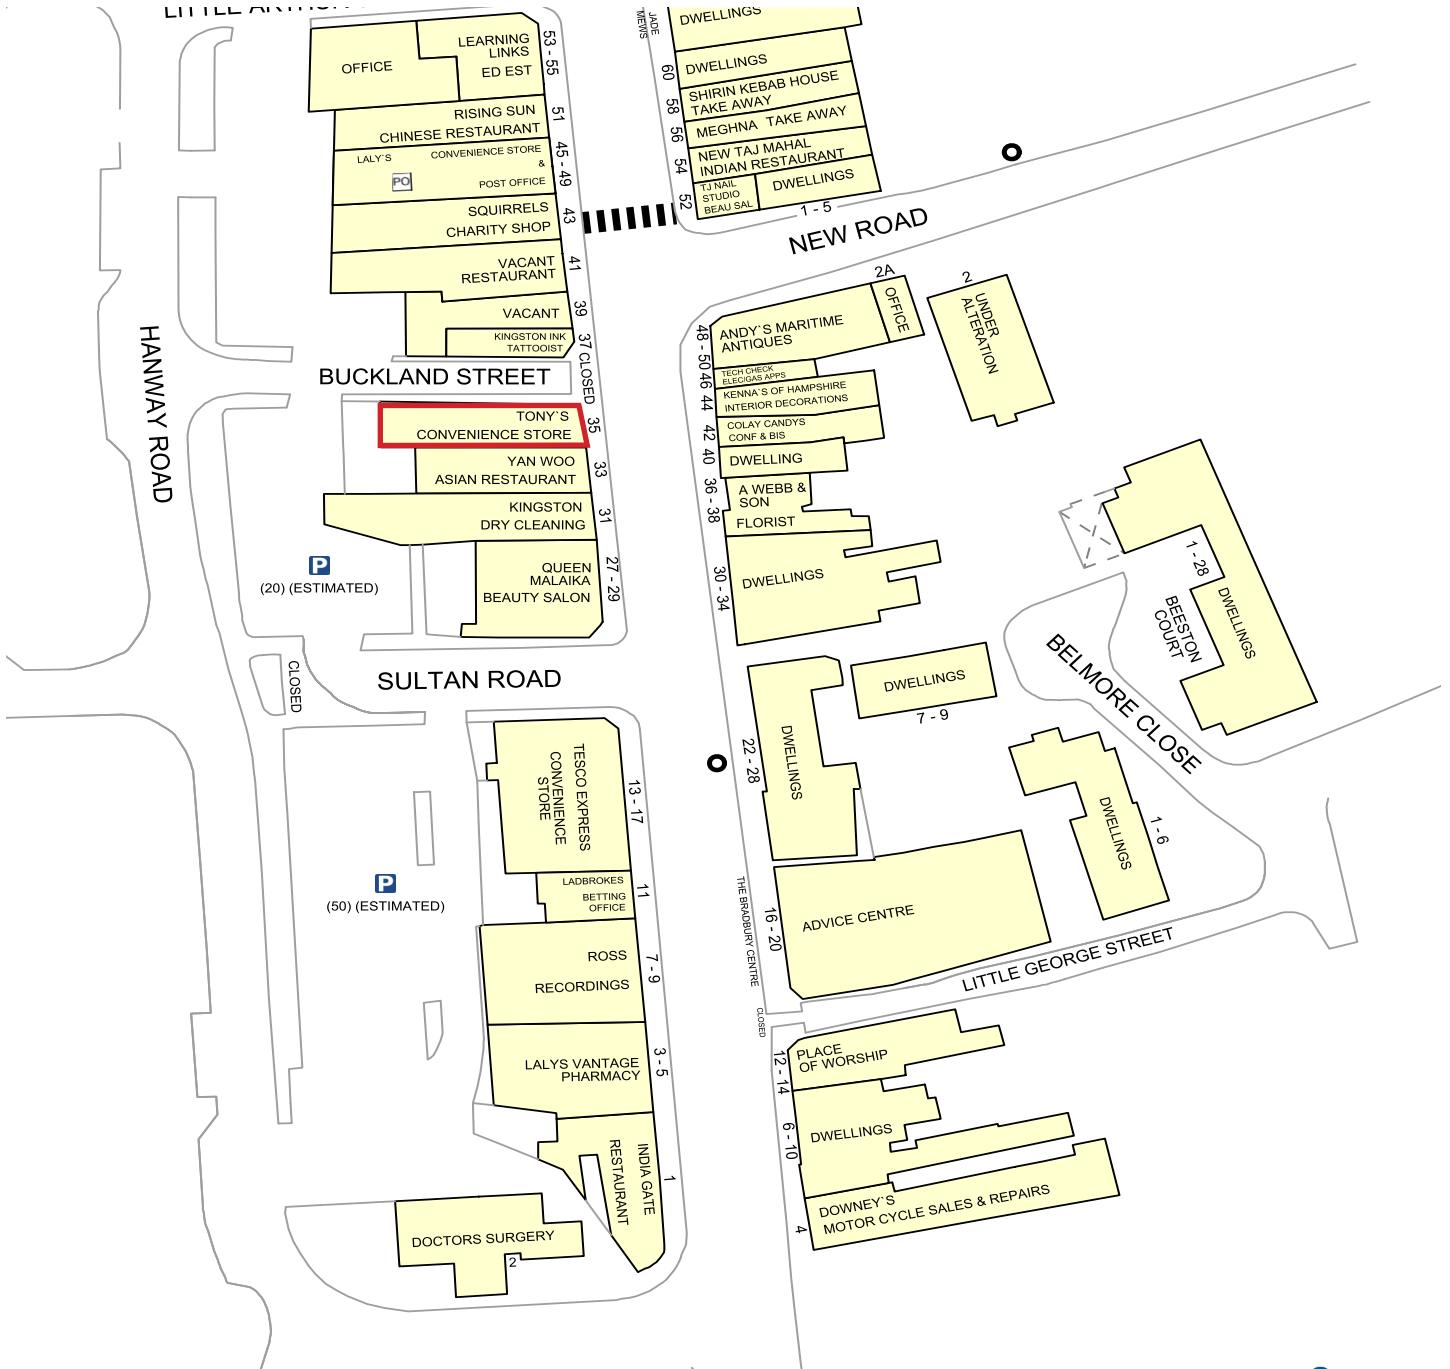 LITTLE ARTHUR
JADE
MEWS
DWELLINGS
OFFICE
LEARNING
LINKS
ED EST
53 - 55
RISING SUN
CHINESE RESTAURANT
51
LALY`S
CONVENIENCE STORE
&
POST OFFICE
PO
45 - 49
SQUIRRELS
CHARITY SHOP
43
VACANT
RESTAURANT
41
VACANT
39
KINGSTON INK
TATTOOIST
37
CLOSED
BUCKLAND STREET
TONY`S
CONVENIENCE STORE
35
YAN WOO
ASIAN RESTAURANT
33
KINGSTON
DRY CLEANING
31
QUEEN
MALAIKA
BEAUTY SALON
27 - 29
P
(20) (ESTIMATED)
HANWAY ROAD
CLOSED
SULTAN ROAD
TESCO EXPRESS
CONVENIENCE
STORE
13 - 17
LADBROKES
BETTING
OFFICE
11
P
(50) (ESTIMATED)
ROSS
RECORDINGS
7 - 9
LALYS VANTAGE
PHARMACY
3 - 5
INDIA GATE
RESTAURANT
1
DOCTORS SURGERY
2
DWELLINGS
60
SHIRIN KEBAB HOUSE
TAKE AWAY
58
MEGHNA TAKE AWAY
56
NEW TAJ MAHAL
INDIAN RESTAURANT
54
TJ NAIL
STUDIO
BEAU SAL
52
DWELLINGS
1 - 5
NEW ROAD
2A
OFFICE
2
UNDER
ALTERATION
ANDY`S MARITIME
ANTIQUES
48 - 50
TECH CHECK
ELEC/GAS APPS
46
KENNA`S OF HAMPSHIRE
INTERIOR DECORATIONS
44
COLAY CANDYS
CONF & BIS
42
DWELLING
40
A WEBB &
SON
FLORIST
36 - 38
DWELLINGS
30 - 34
1 - 28
DWELLINGS
BEESTON
COURT
BELMORE CLOSE
DWELLINGS
7 - 9
DWELLINGS
22 - 28
DWELLINGS
1 - 6
ADVICE CENTRE
16 - 20
THE BRADBURY CENTRE
LITTLE GEORGE STREET
CLOSED
PLACE
OF WORSHIP
12 - 14
DWELLINGS
6 - 10
DOWNEY`S
MOTOR CYCLE SALES & REPAIRS
4